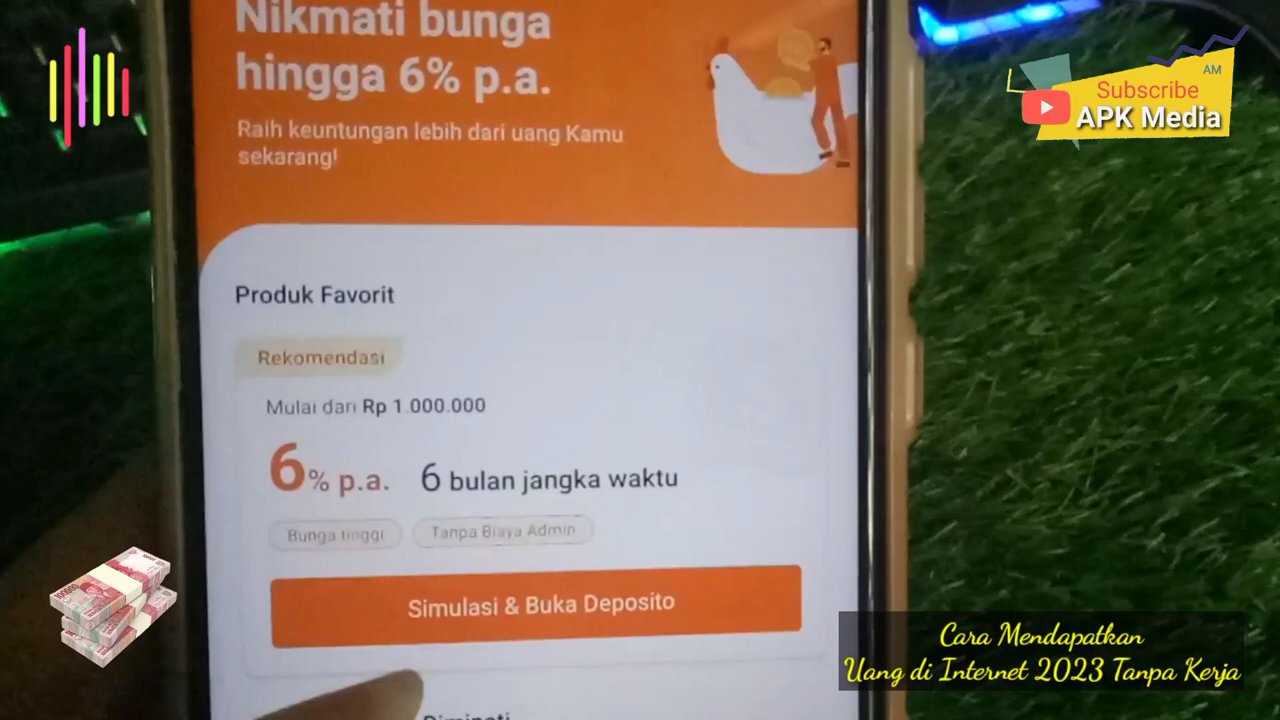 Nikmati bunga
hingga 6% p.a.
Raih keuntungan lebih dari uang Kamu
sekarang!
AM
Subscribe
APK Media
Produk Favorit
Rekomendasi
Mulai dari Rp 1.000.000
6% p.a.
6 bulan jangka waktu
Bunga tinggi
Tanpa Biaya Admin
Simulasi & Buka Deposito
Diminati
Cara Mendapatkan
Uang di Internet 2023 Tanpa Kerja